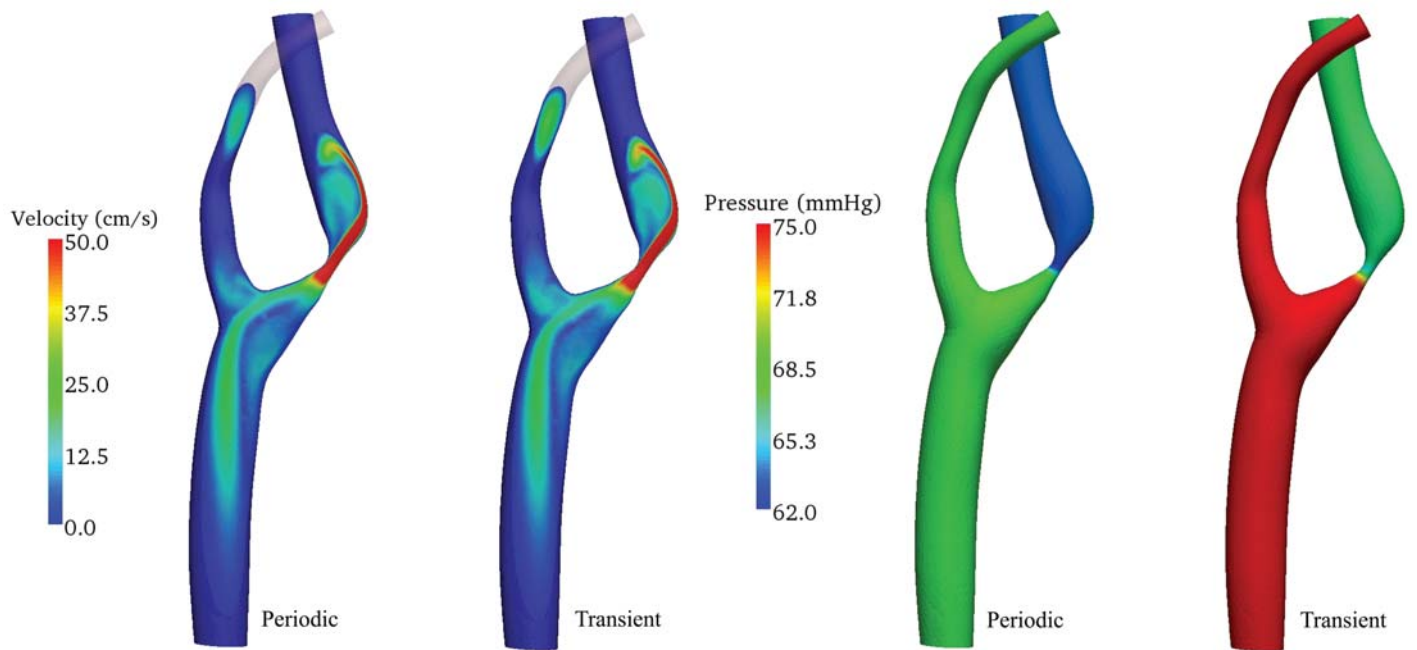 Velocity (cm/s)
50.0
37.5
25.0
12.5
0.0
Periodic
Transient
Pressure (mmHg)
75.0
71.8
68.5
65.3
62.0
Periodic
Transient